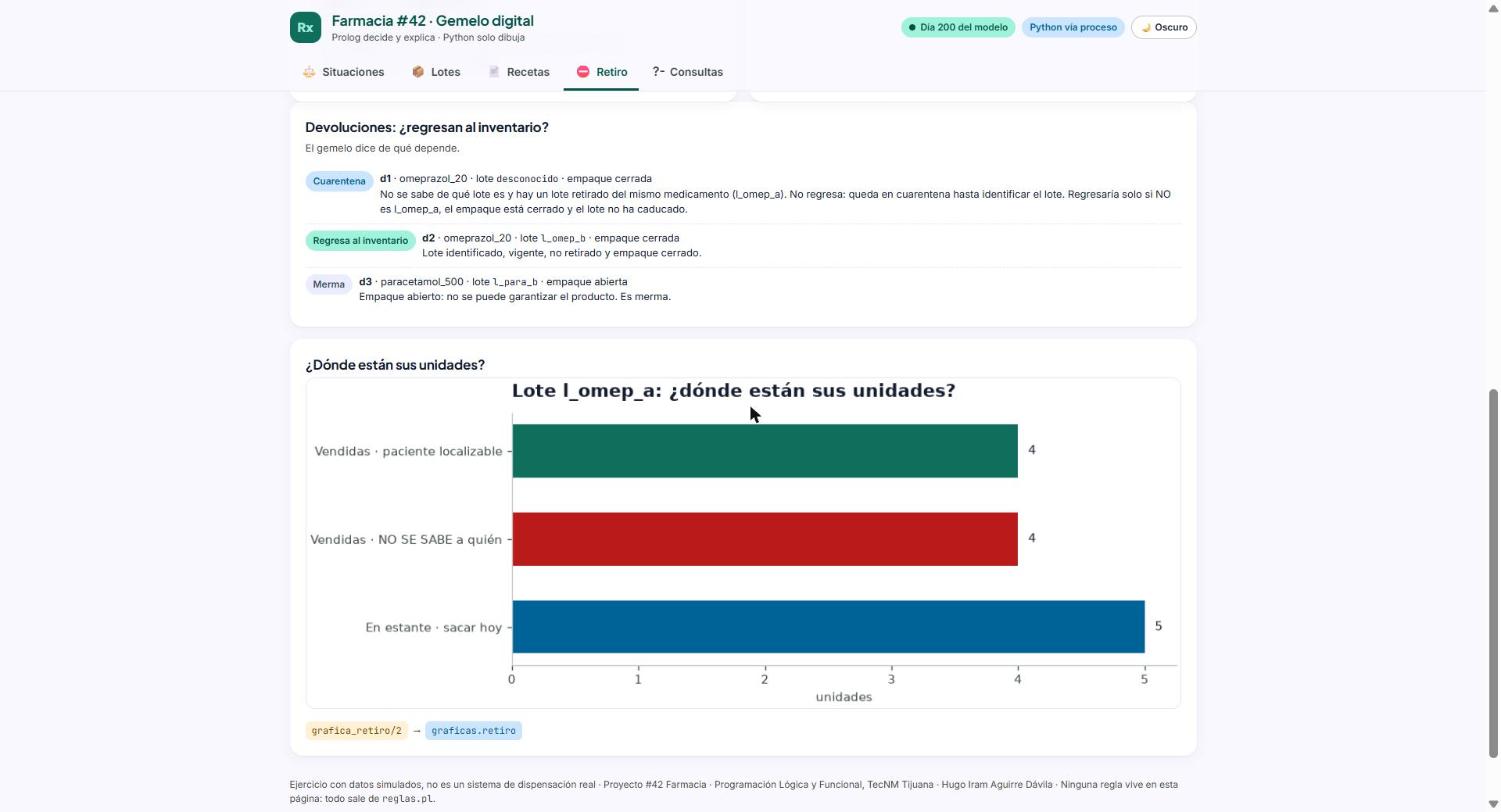 Rx
Farmacia #42 · Gemelo digital
Prolog decide y explica · Python solo dibuja
● Día 200 del modelo
Python vía proceso
🌙 Oscuro
⚖️ Situaciones
📦 Lotes
🧾 Recetas
⛔ Retiro
?- Consultas
Devoluciones: ¿regresan al inventario?
El gemelo dice de qué depende.
Cuarentena
d1 · omeprazol_20 · lote desconocido · empaque cerrada
No se sabe de qué lote es y hay un lote retirado del mismo medicamento (l_omep_a). No regresa: queda en cuarentena hasta identificar el lote. Regresaría solo si NO
es l_omep_a, el empaque está cerrado y el lote no ha caducado.
Regresa al inventario
d2 · omeprazol_20 · lote l_omep_b · empaque cerrada
Lote identificado, vigente, no retirado y empaque cerrado.
Merma
d3 · paracetamol_500 · lote l_para_b · empaque abierta
Empaque abierto: no se puede garantizar el producto. Es merma.
¿Dónde están sus unidades?
Lote l_omep_a: ¿dónde están sus unidades?
Vendidas · paciente localizable
4
Vendidas · NO SE SABE a quién
4
En estante · sacar hoy
5
0 1 2 3 4 5
unidades
grafica_retiro/2 → graficas.retiro
Ejercicio con datos simulados, no es un sistema de dispensación real · Proyecto #42 Farmacia · Programación Lógica y Funcional, TecNM Tijuana · Hugo Iram Aguirre Dávila · Ninguna regla vive en esta
página: todo sale de reglas.pl.